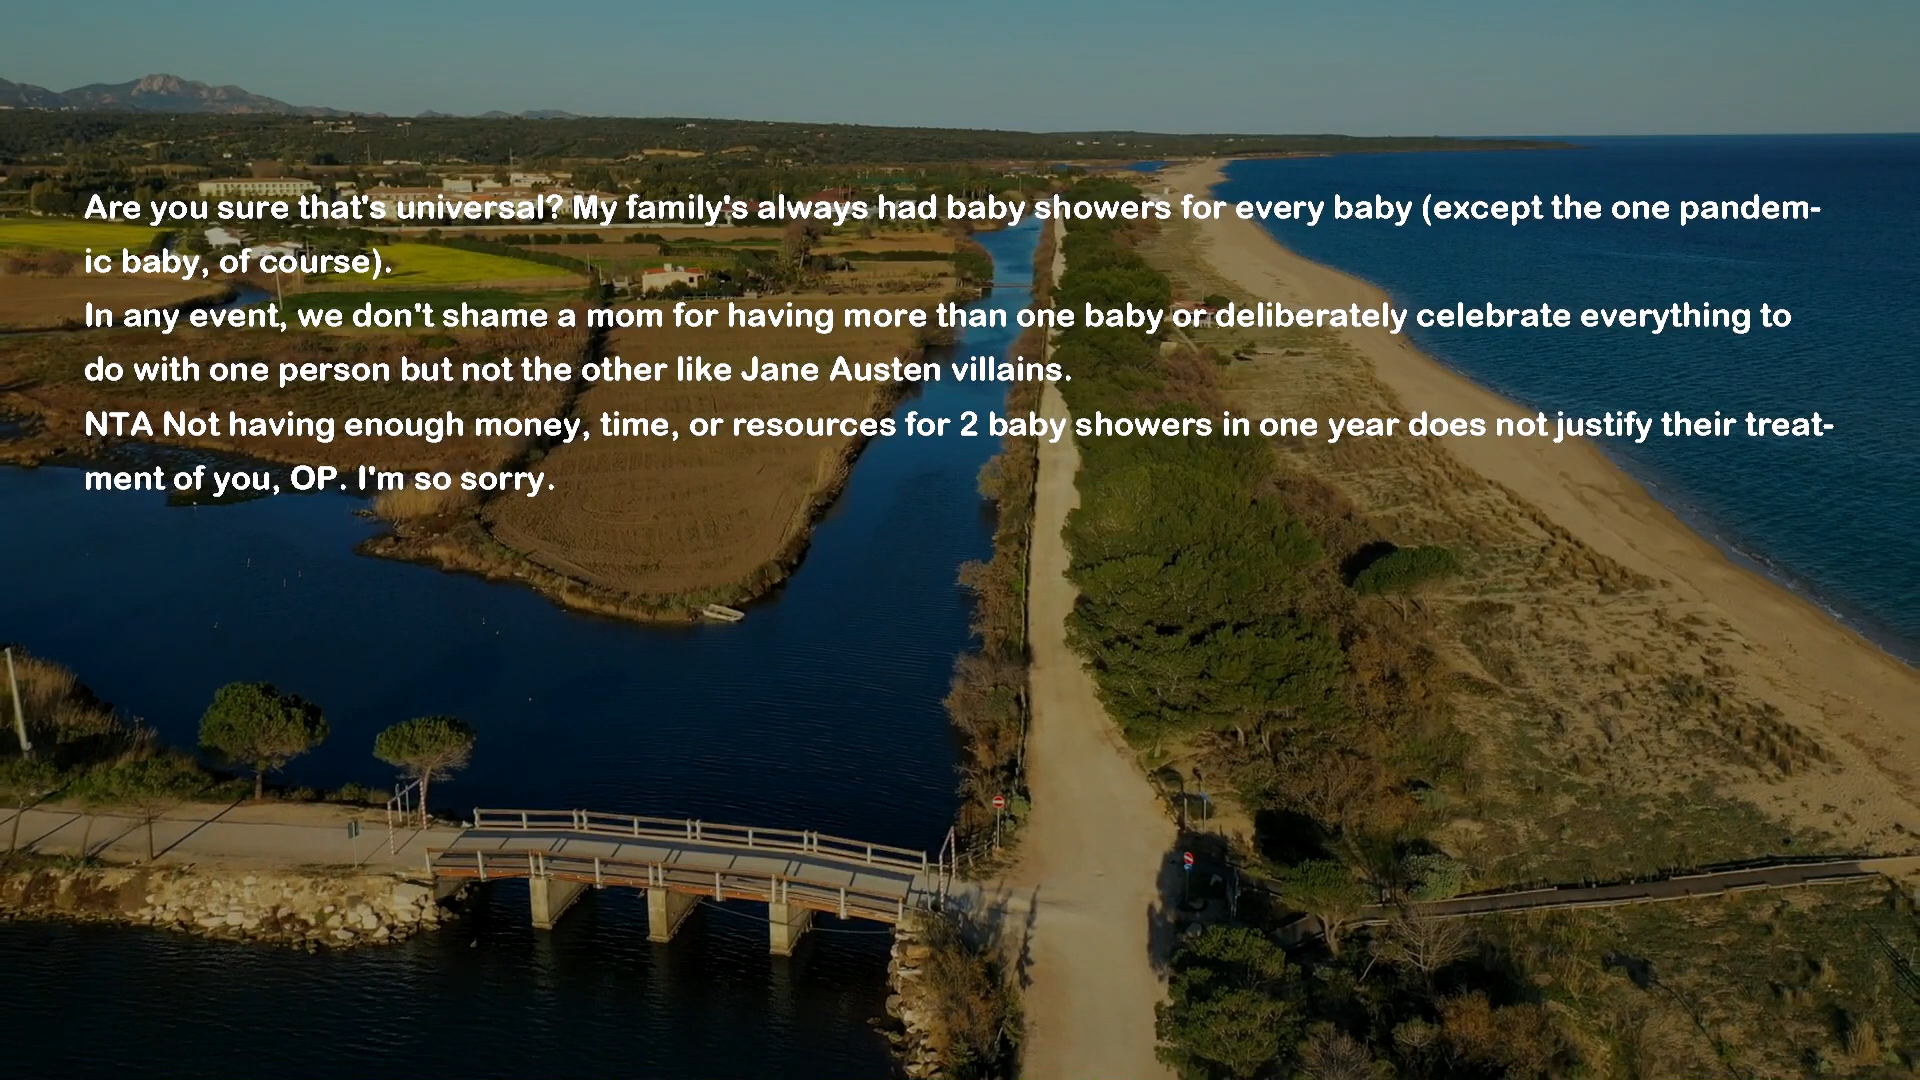 Are you sure that's universal? My family's always had baby showers for every baby (except the one pandem-
ic baby, of course).
In any event, we don't shame a mom for having more than one baby or deliberately celebrate everything to
do with one person but not the other like Jane Austen villains.
NTA Not having enough money, time, or resources for 2 baby showers in one year does not justify their treat-
ment of you, OP. I'm so sorry.